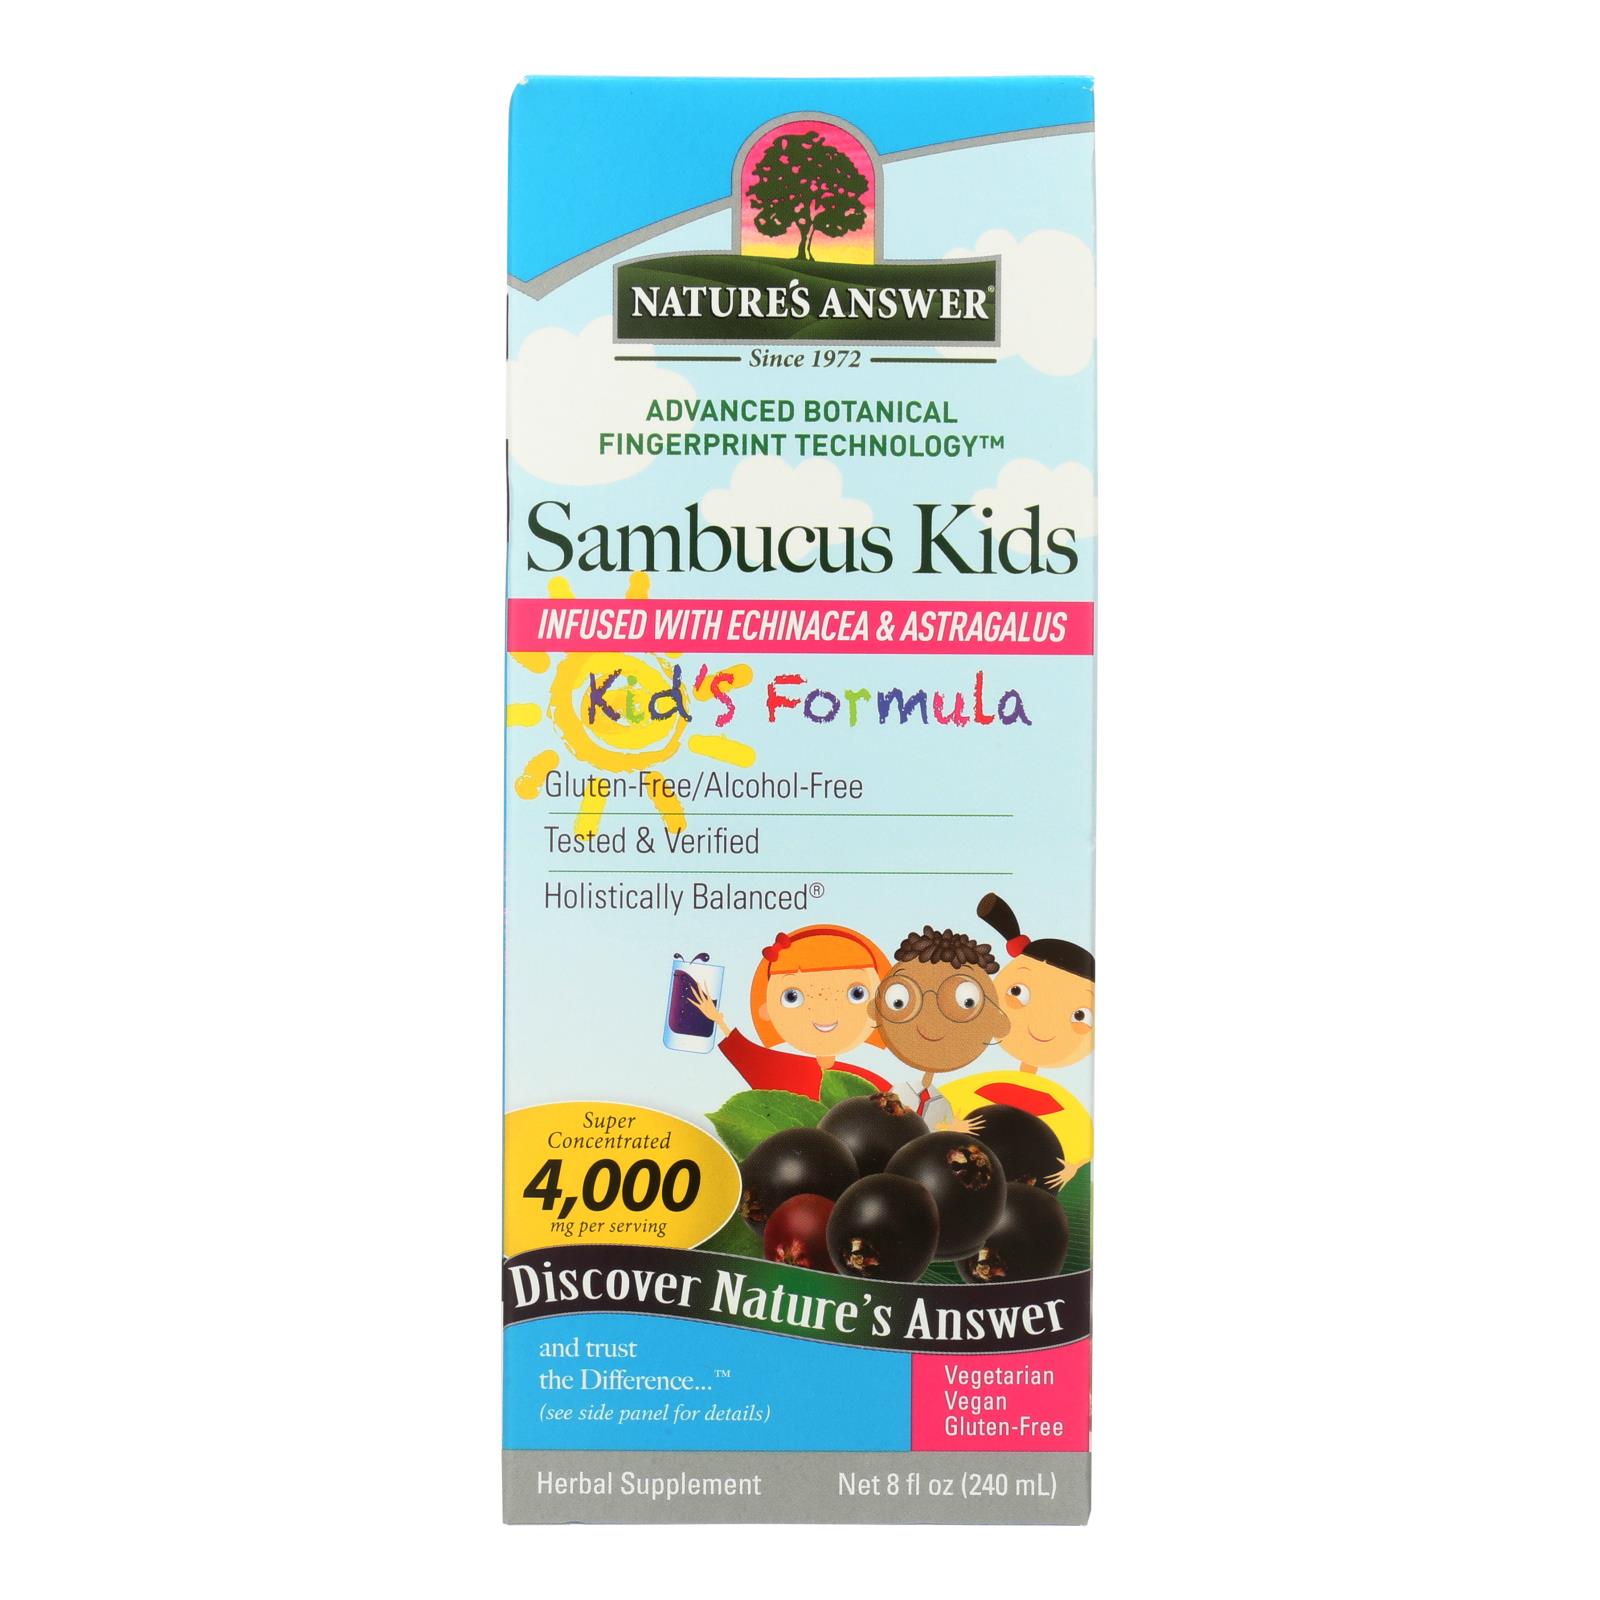 NATURE'S ANSWER®
Since 1972
ADVANCED BOTANICAL
FINGERPRINT TECHNOLOGY™
Sambucus Kids
INFUSED WITH ECHINACEA & ASTRAGALUS
Kid's Formula
Gluten-Free/Alcohol-Free
Tested & Verified
Holistically Balanced®
Super
Concentrated
4,000
mg per serving
Discover Nature's Answer
and trust
the Difference...™
(see side panel for details)
Vegetarian
Vegan
Gluten-Free
Herbal Supplement
Net 8 fl oz (240 mL)